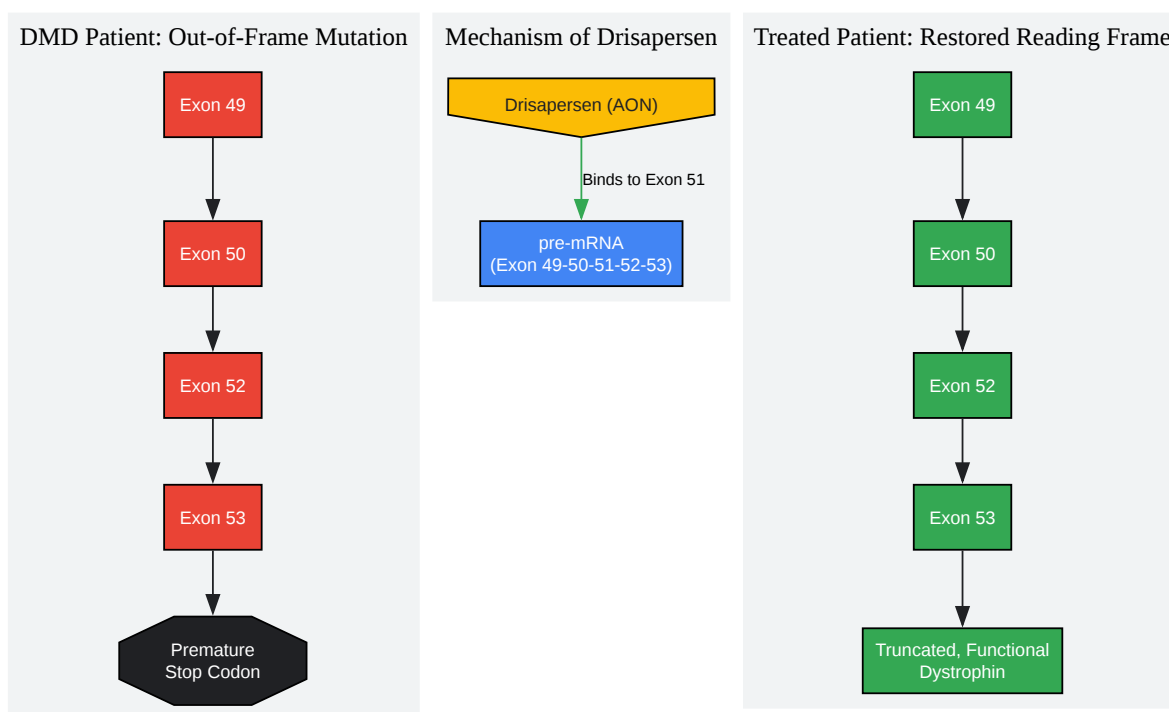 DMD Patient: Out-of-Frame Mutation
Exon 49
Exon 50
Exon 52
Exon 53
Premature
Stop Codon
Mechanism of Drisapersen
Drisapersen (AON)
Binds to Exon 51
pre-mRNA
(Exon 49-50-51-52-53)
Treated Patient: Restored Reading Frame
Exon 49
Exon 50
Exon 52
Exon 53
Truncated, Functional
Dystrophin